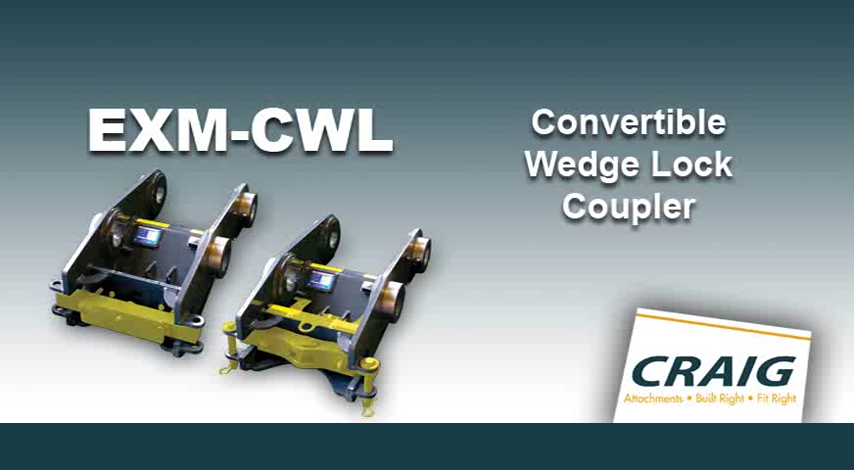 EXM-CWL
Convertible
Wedge Lock
Coupler
CRAIG
Attachments • Built Right • Fit Right